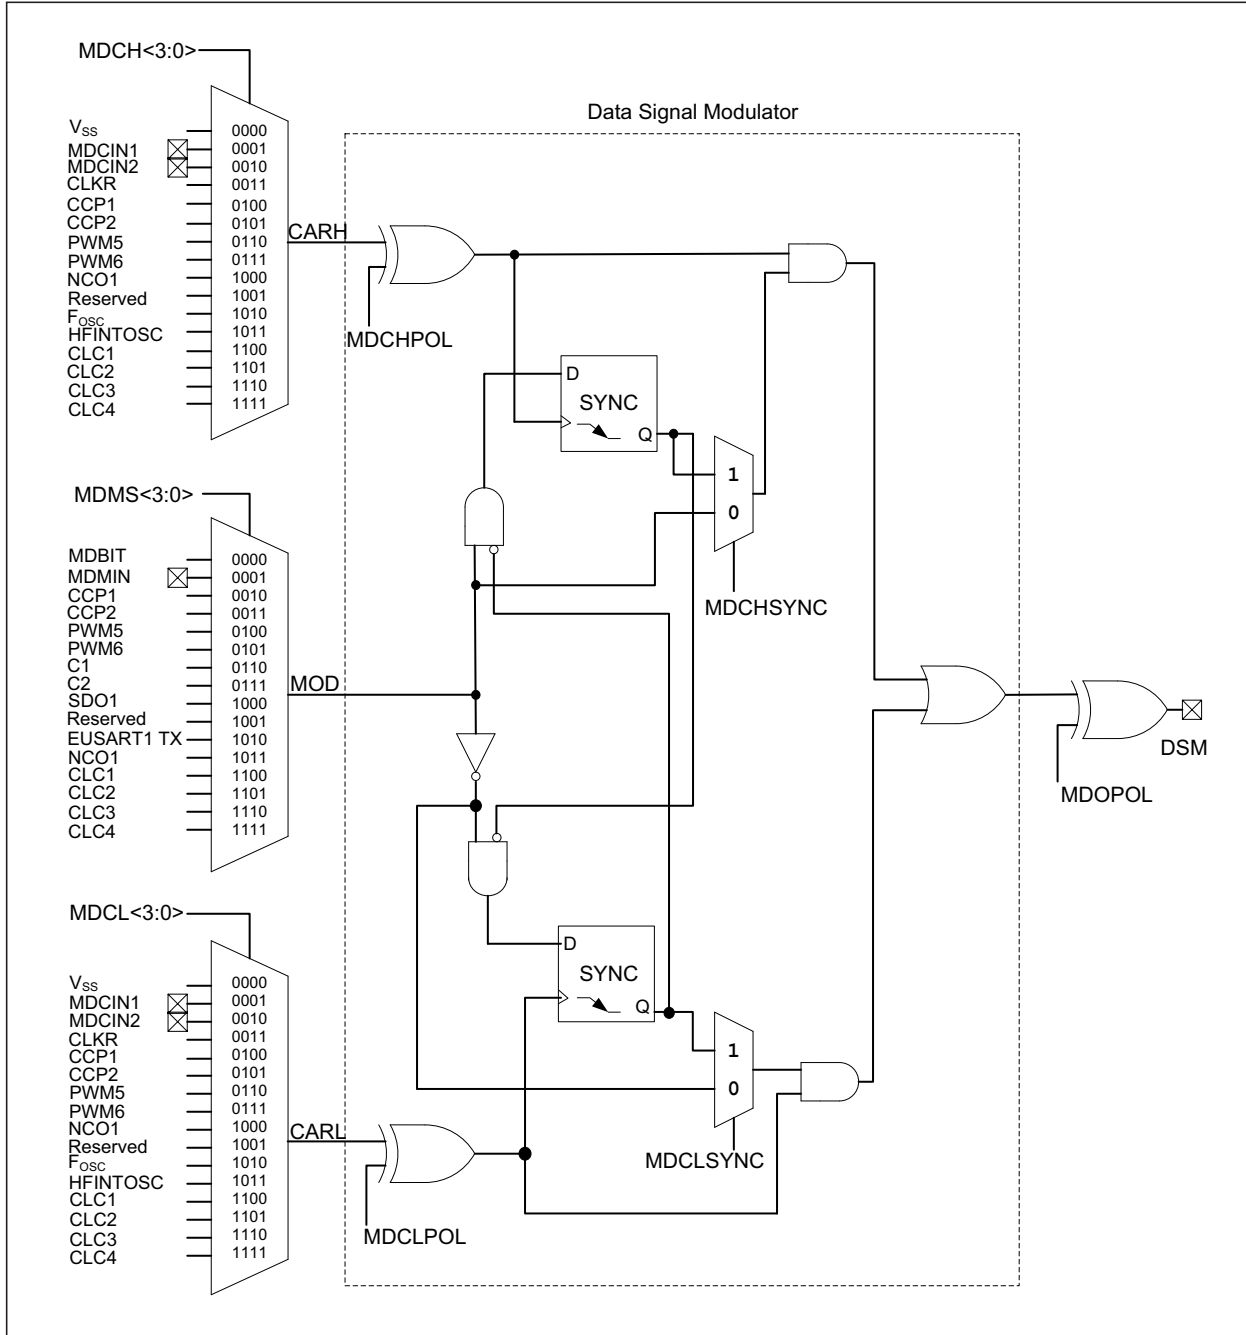 Data Signal Modulator
MDCH<3:0>
VSS 0000
MDCIN1 0001
MDCIN2 0010
CLKR 0011
CCP1 0100
CCP2 0101
PWM5 0110
PWM6 0111
NCO1 1000
Reserved 1001
FOSC 1010
HFINTOSC 1011
CLC1 1100
CLC2 1101
CLC3 1110
CLC4 1111
CARH
MDCHPOL
D
SYNC
Q
1
0
MDCHSYNC
MDMS<3:0>
MDBIT 0000
MDMIN 0001
CCP1 0010
CCP2 0011
PWM5 0100
PWM6 0101
C1 0110
C2 0111
SDO1 1000
Reserved 1001
EUSART1 TX 1010
NCO1 1011
CLC1 1100
CLC2 1101
CLC3 1110
CLC4 1111
MOD
DSM
MDOPOL
MDCL<3:0>
VSS 0000
MDCIN1 0001
MDCIN2 0010
CLKR 0011
CCP1 0100
CCP2 0101
PWM5 0110
PWM6 0111
NCO1 1000
Reserved 1001
FOSC 1010
HFINTOSC 1011
CLC1 1100
CLC2 1101
CLC3 1110
CLC4 1111
D
SYNC
Q
1
0
MDCLSYNC
CARL
MDCLPOL